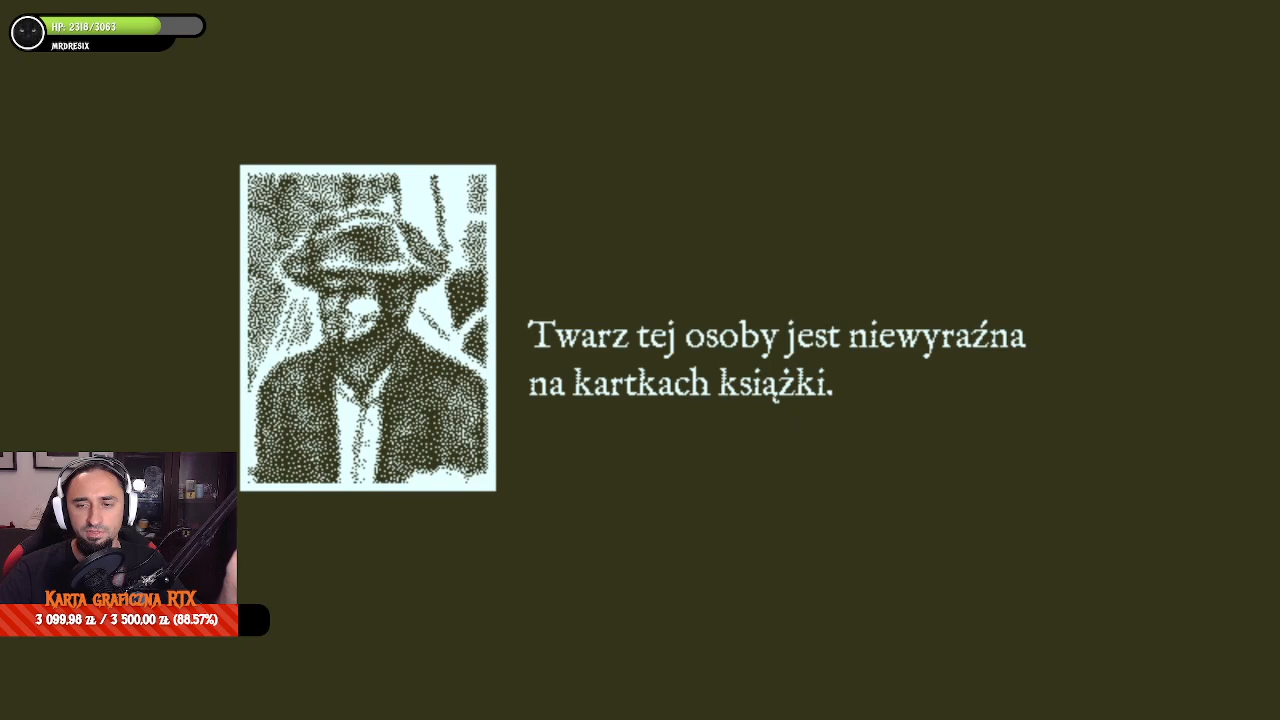 HP: 2318/3063
MRDRESIX
Twarz tej osoby jest niewyraźna
na kartkach książki.
Karta graficzna RTX
3 099,98 zł / 3 500,00 zł (88.57%)